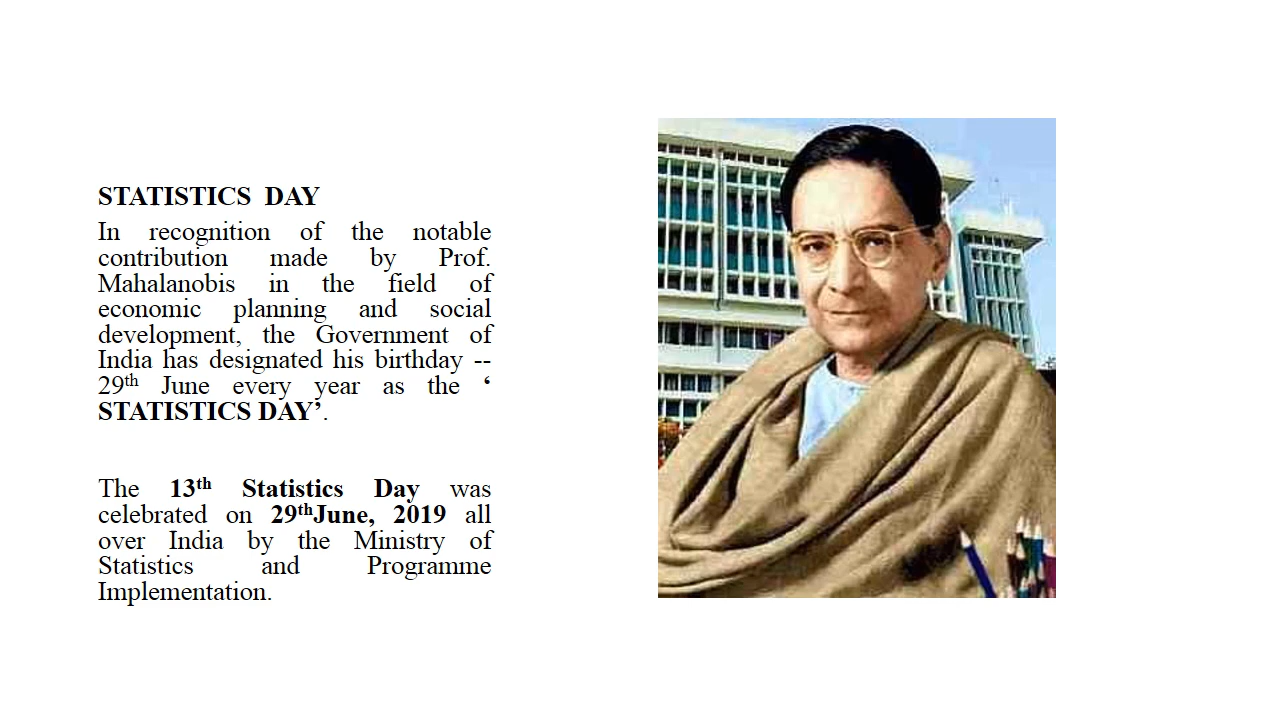 STATISTICS DAY
In recognition of the notable
contribution made by Prof.
Mahalanobis in the field of
economic planning and social
development, the Government of
India has designated his birthday --
29th June every year as the ‘
STATISTICS DAY’.
The 13th Statistics Day was
celebrated on 29thJune, 2019 all
over India by the Ministry of
Statistics and Programme
Implementation.